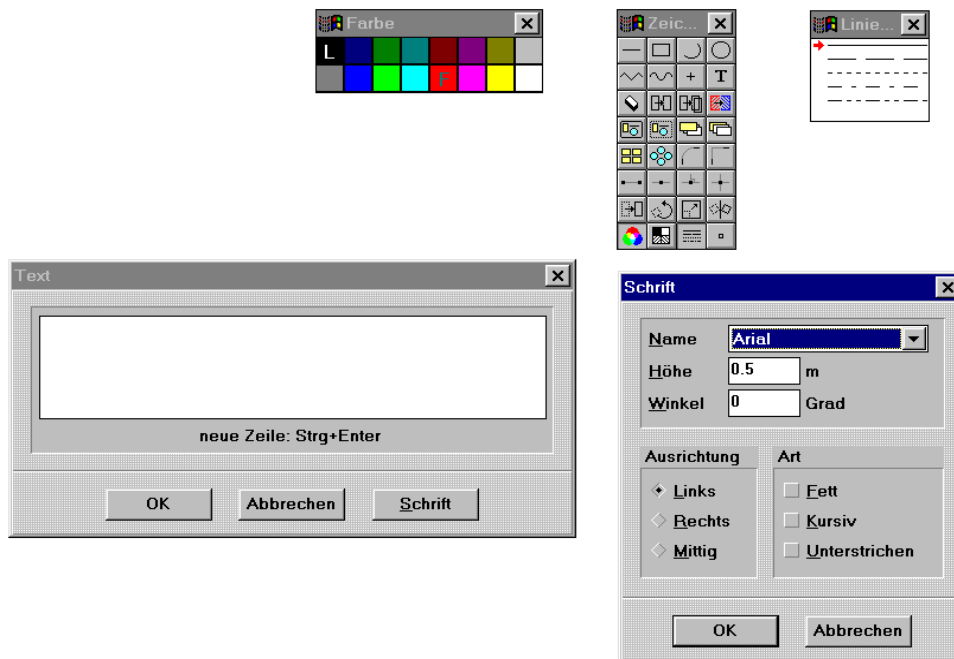 Farbe
L
F
Zeic...
T
Linie...
Text
neue Zeile: Strg+Enter
OK Abbrechen Schrift
Schrift
Name Arial
Höhe 0.5 m
Winkel 0 Grad
Ausrichtung Art
Links Fett
Rechts Kursiv
Mittig Unterstrichen
OK Abbrechen